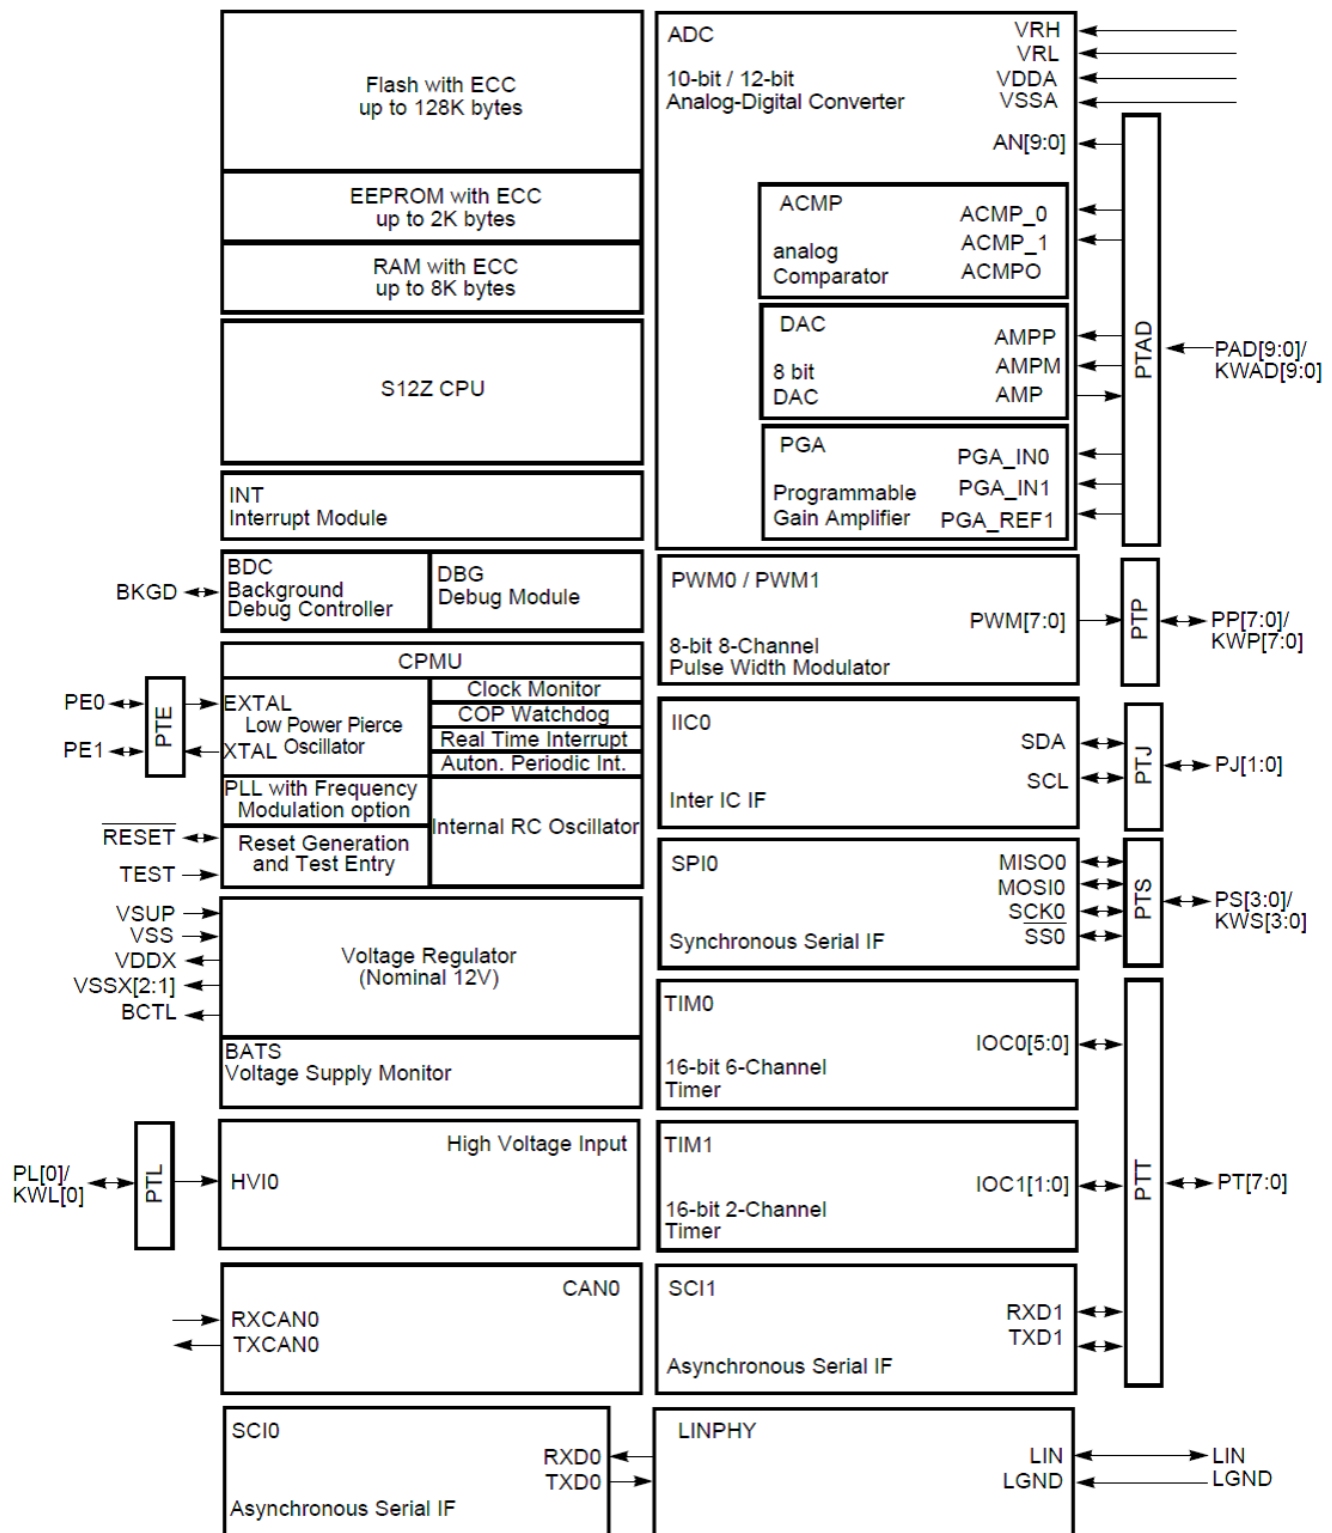 Flash with ECC
up to 128K bytes
EEPROM with ECC
up to 2K bytes
RAM with ECC
up to 8K bytes
S12Z CPU
INT
Interrupt Module
BKGD
BDC
Background
Debug Controller
DBG
Debug Module
CPMU
PE0
PE1
PTE
EXTAL
Low Power Pierce
Oscillator
XTAL
Clock Monitor
COP Watchdog
Real Time Interrupt
Auton. Periodic Int.
PLL with Frequency
Modulation option
Internal RC Oscillator
RESET
TEST
Reset Generation
and Test Entry
VSUP
VSS
VDDX
VSSX[2:1]
BCTL
Voltage Regulator
(Nominal 12V)
BATS
Voltage Supply Monitor
PL[0]/
KWL[0]
PTL
High Voltage Input
HVI0
CAN0
RXCAN0
TXCAN0
SCI0
RXD0
TXD0
Asynchronous Serial IF
ADC
10-bit / 12-bit
Analog-Digital Converter
VRH
VRL
VDDA
VSSA
AN[9:0]
ACMP
analog
Comparator
ACMP_0
ACMP_1
ACMPO
DAC
8 bit
DAC
AMPP
AMPM
AMP
PGA
Programmable
Gain Amplifier
PGA_IN0
PGA_IN1
PGA_REF1
PTAD
PAD[9:0]/
KWAD[9:0]
PWM0 / PWM1
PWM[7:0]
8-bit 8-Channel
Pulse Width Modulator
PTP
PP[7:0]/
KWP[7:0]
IIC0
SDA
SCL
Inter IC IF
PTJ
PJ[1:0]
SPI0
MISO0
MOSI0
SCK0
SS0
Synchronous Serial IF
PTS
PS[3:0]/
KWS[3:0]
TIM0
IOC0[5:0]
16-bit 6-Channel
Timer
TIM1
IOC1[1:0]
16-bit 2-Channel
Timer
PTT
PT[7:0]
SCI1
RXD1
TXD1
Asynchronous Serial IF
LINPHY
LIN
LGND
LIN
LGND